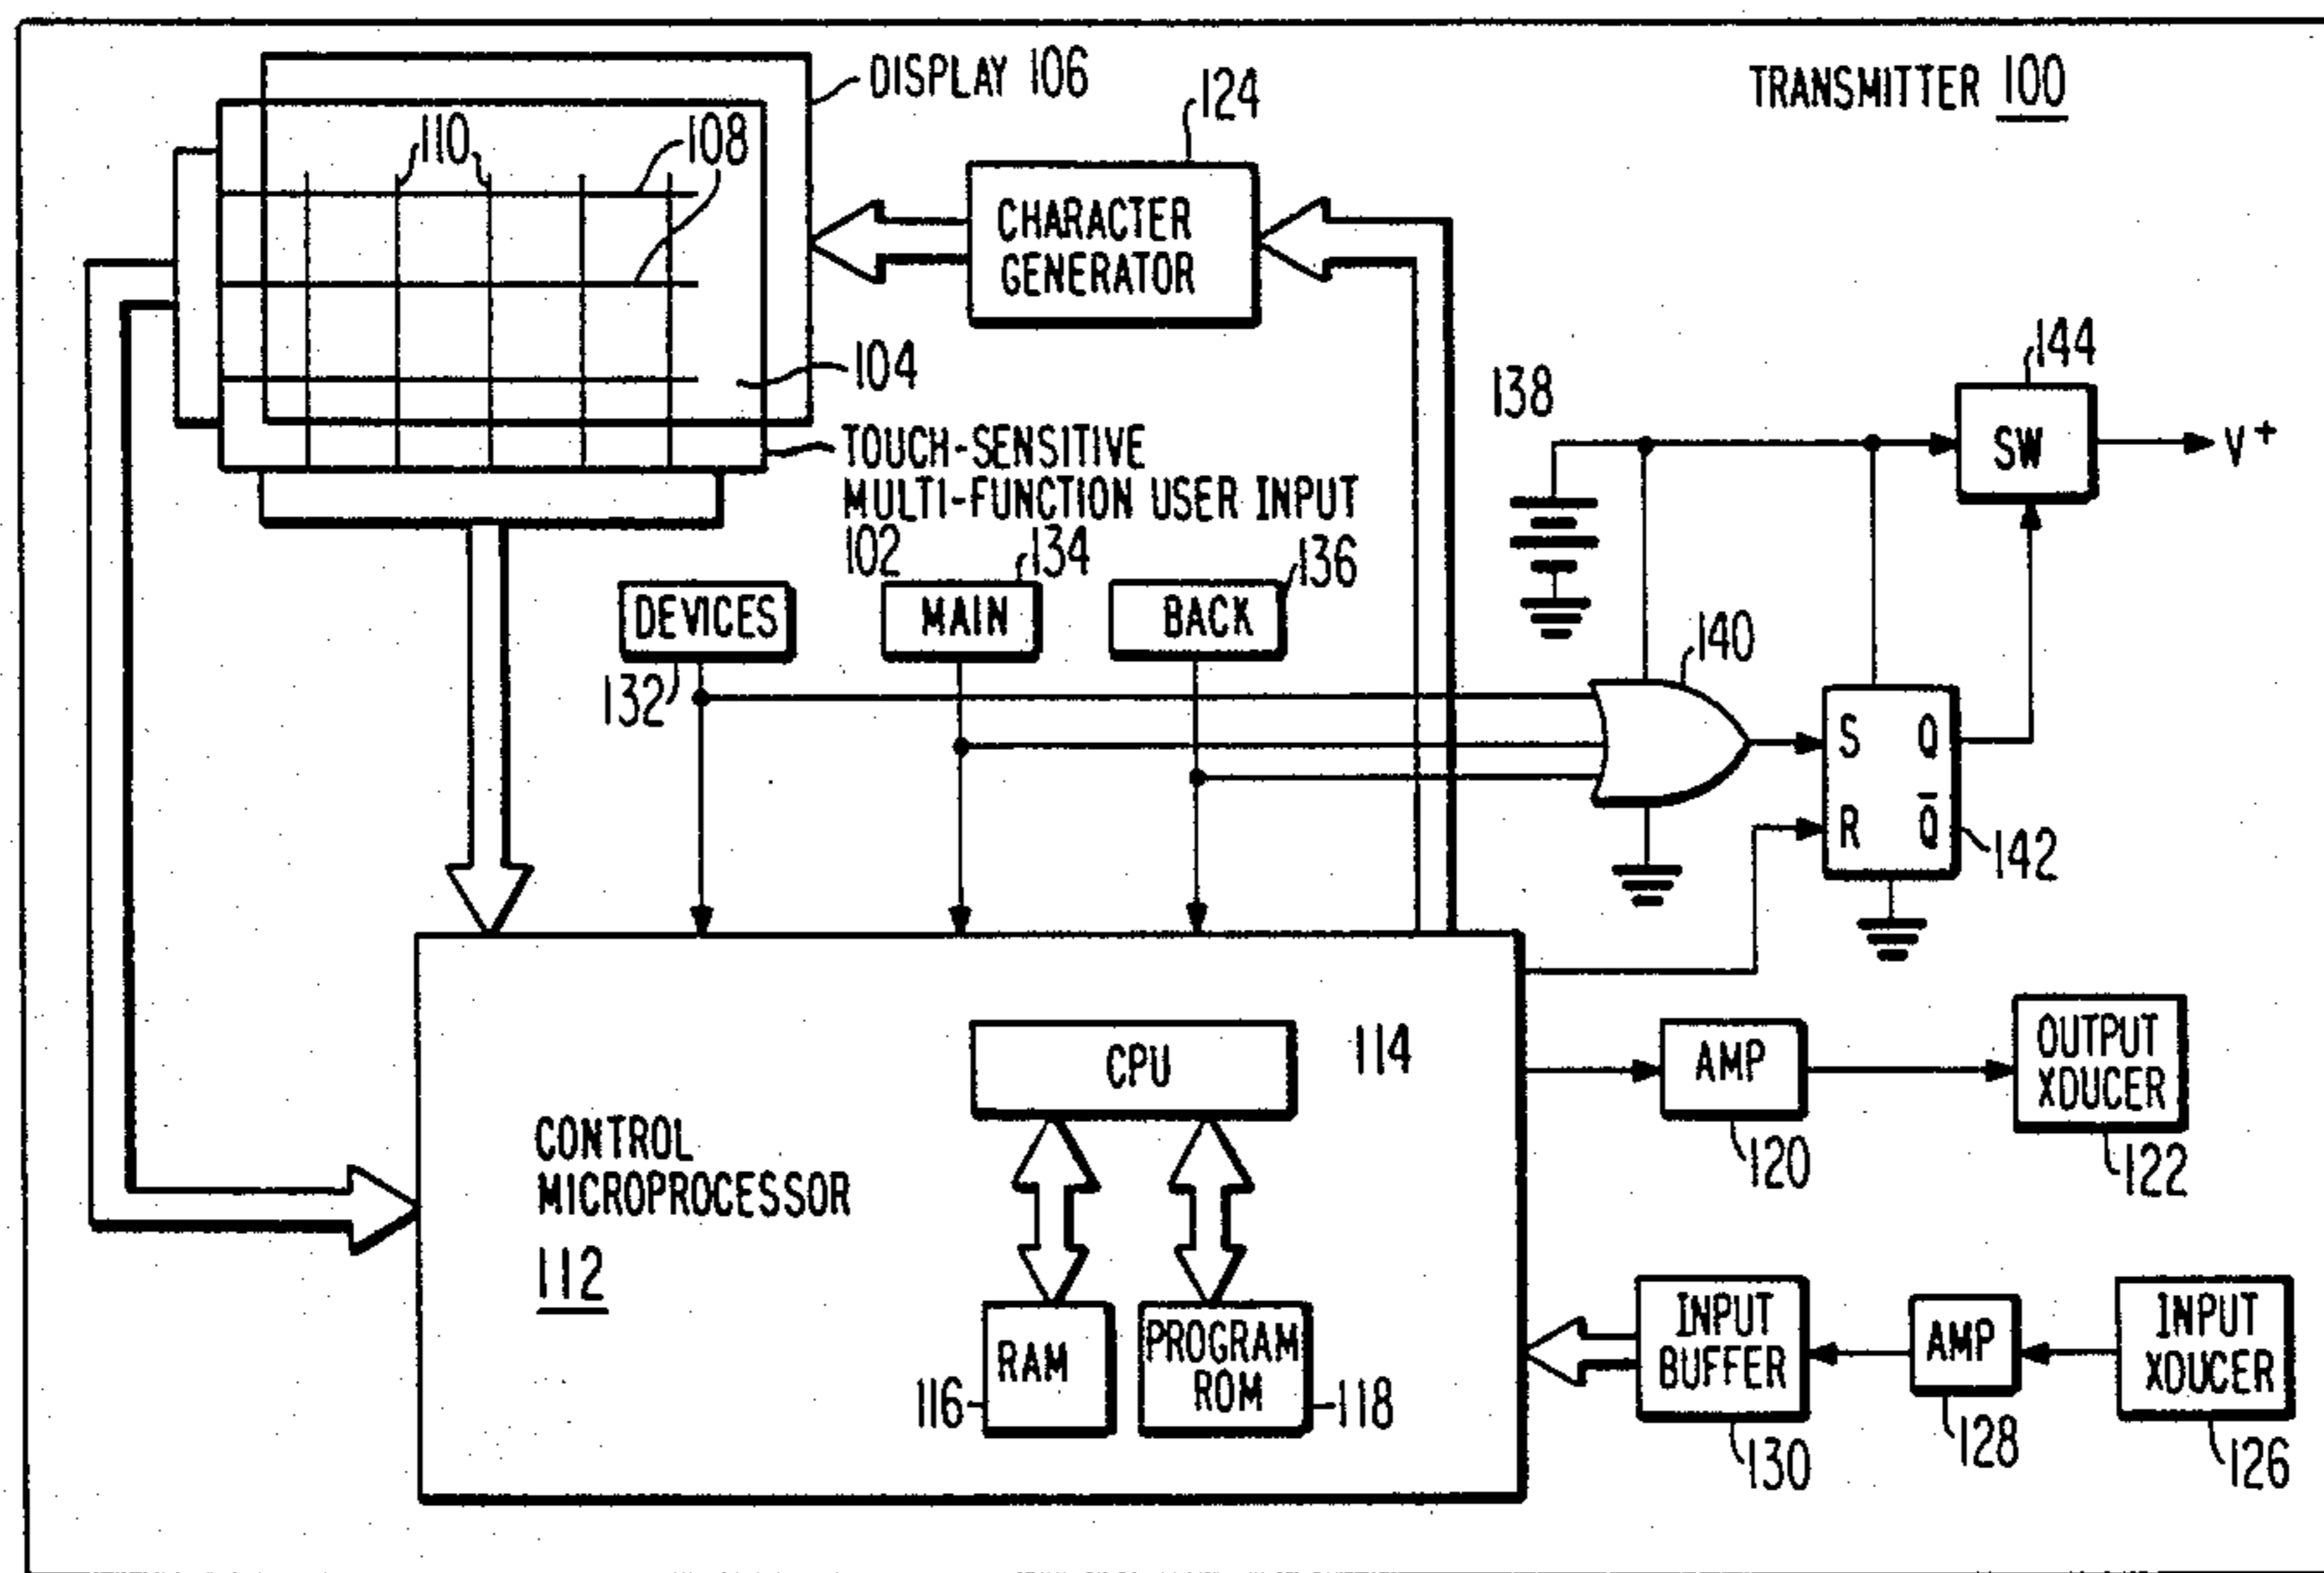 DISPLAY 106
TRANSMITTER 100
124
110
108
CHARACTER
GENERATOR
104
138
144
SW
V+
TOUCH-SENSITIVE
MULTI-FUNCTION USER INPUT
102
134
136
DEVICES
MAIN
BACK
132
140
S Q
R Q̅
142
CPU
114
AMP
120
OUTPUT
XDUCER
122
CONTROL
MICROPROCESSOR
112
RAM
116
PROGRAM
ROM
118
INPUT
BUFFER
130
AMP
128
INPUT
XDUCER
126